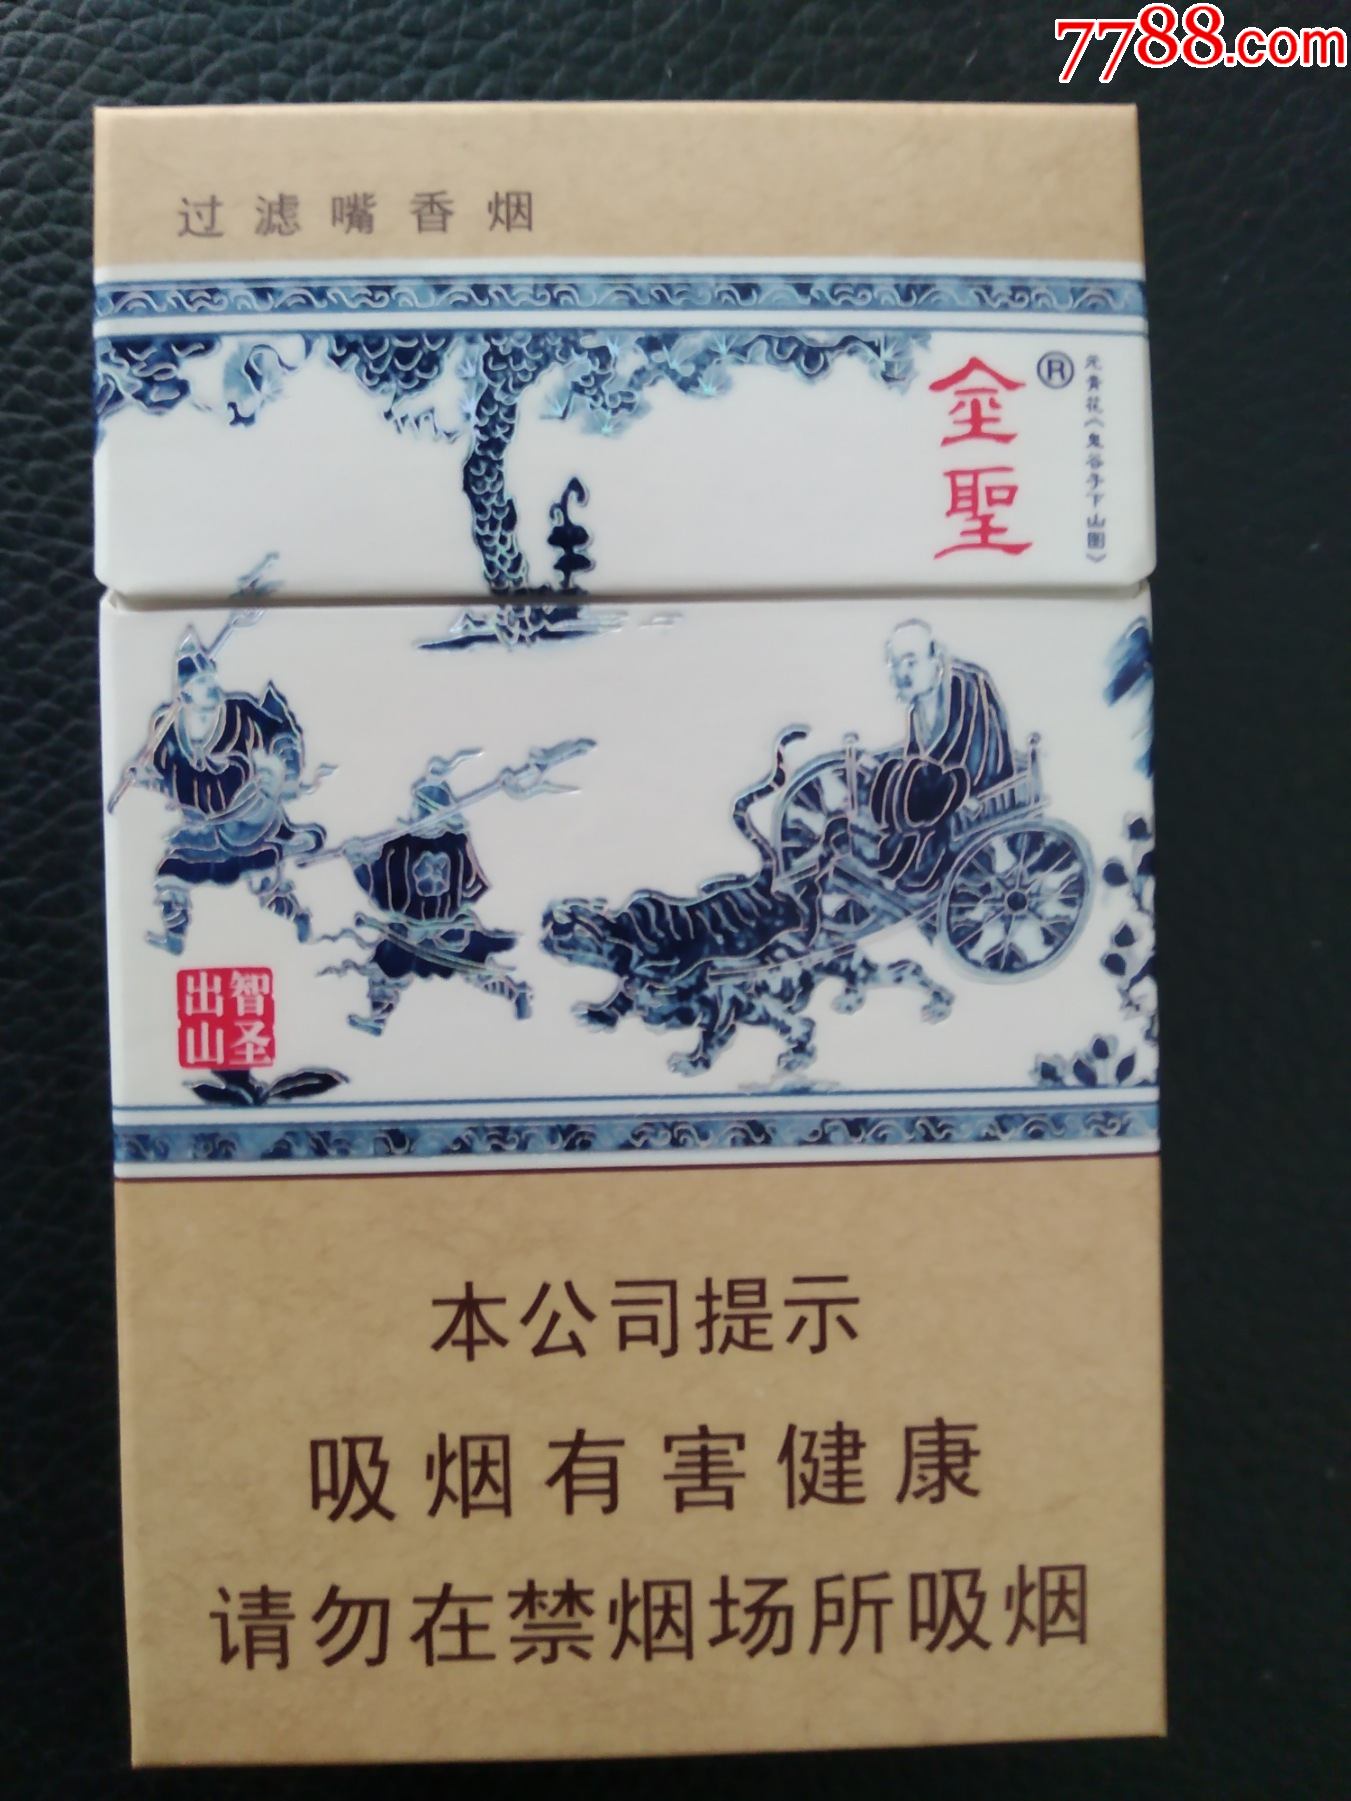 7788.com
过滤嘴香烟
金聖
®
元青花《鬼谷子下山图》
智圣
出山
本公司提示
吸烟有害健康
请勿在禁烟场所吸烟